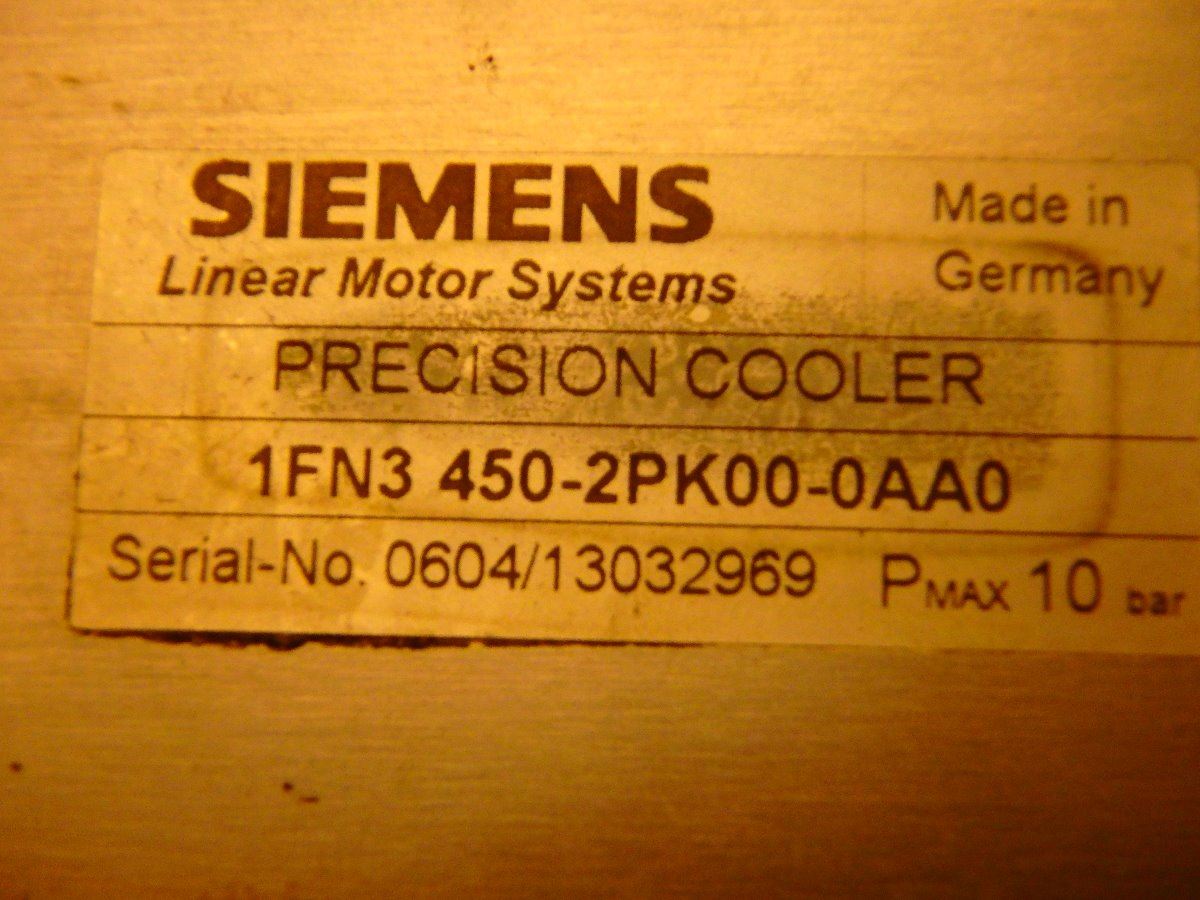 SIEMENS
Linear Motor Systems
Made in
Germany
PRECISION COOLER
1FN3 450-2PK00-0AA0
Serial-No. 0604/13032969 PMAX 10 bar